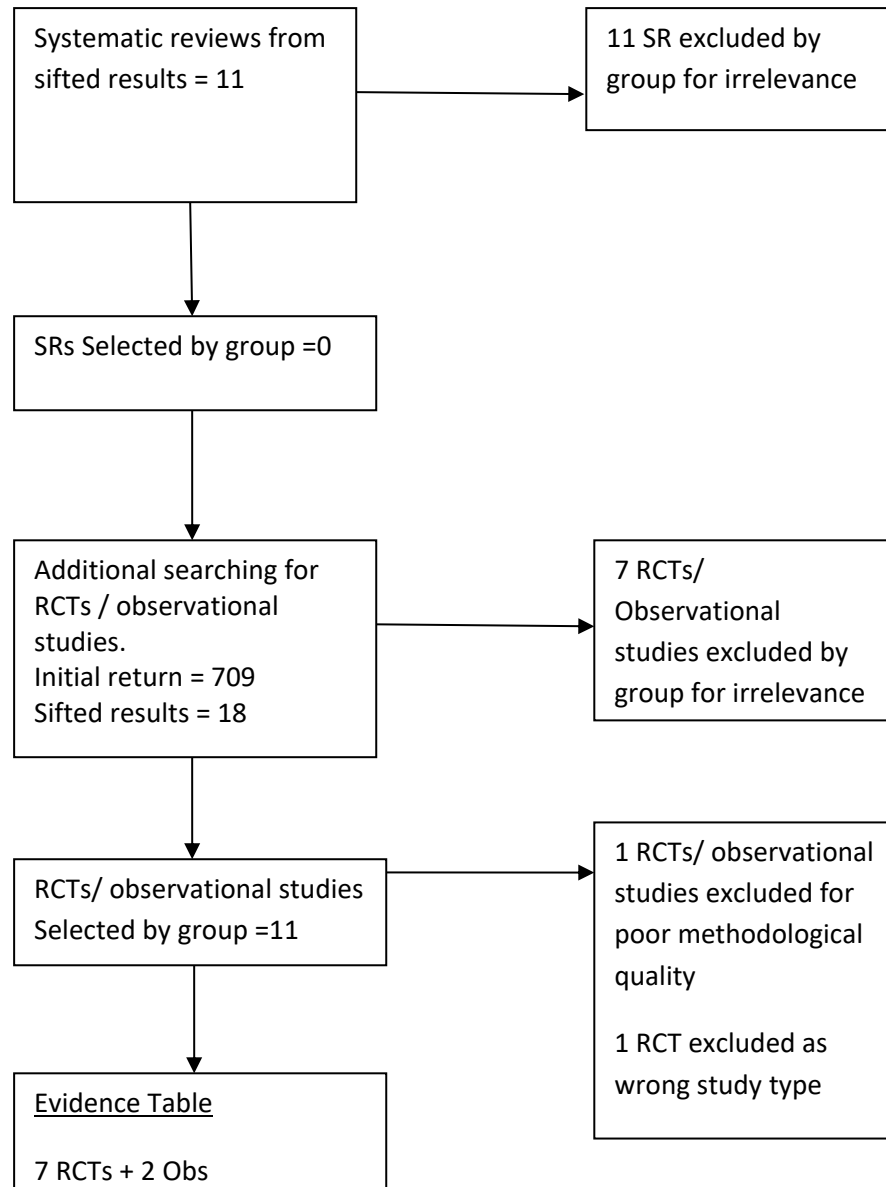 Systematic reviews from
sifted results = 11
11 SR excluded by
group for irrelevance
SRs Selected by group =0
Additional searching for
RCTs / observational
studies.
Initial return = 709
Sifted results = 18
7 RCTs/
Observational
studies excluded by
group for irrelevance
RCTs/ observational studies
Selected by group =11
1 RCTs/ observational
studies excluded for
poor methodological
quality
1 RCT excluded as
wrong study type
Evidence Table
7 RCTs + 2 Obs